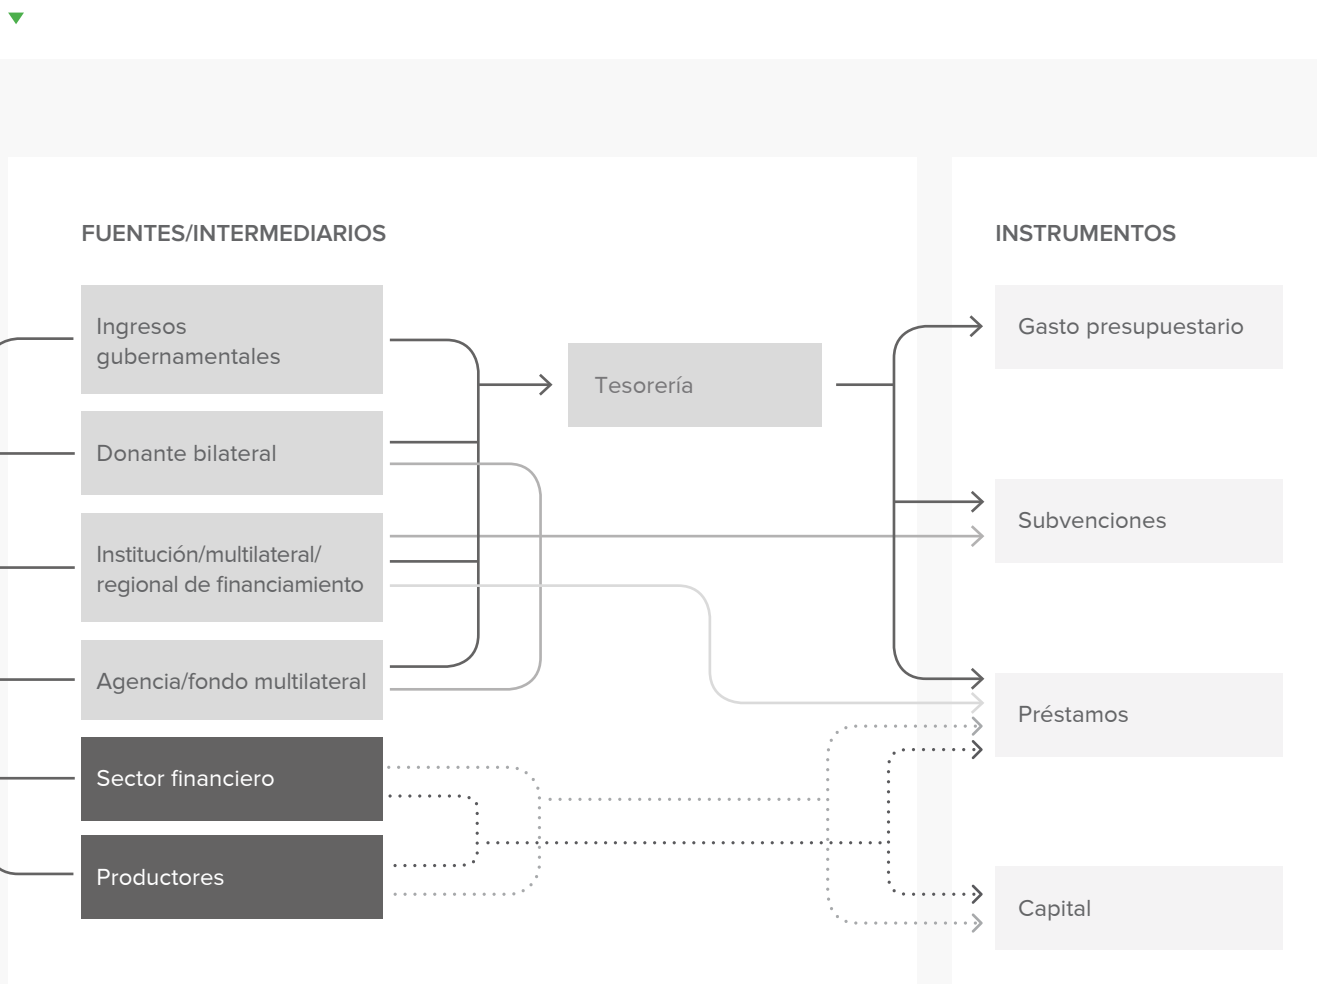 FUENTES/INTERMEDIARIOS
INSTRUMENTOS
Ingresos
gubernamentales
Donante bilateral
Institución/multilateral/
regional de financiamiento
Agencia/fondo multilateral
Sector financiero
Productores
Tesorería
Gasto presupuestario
Subvenciones
Préstamos
Capital